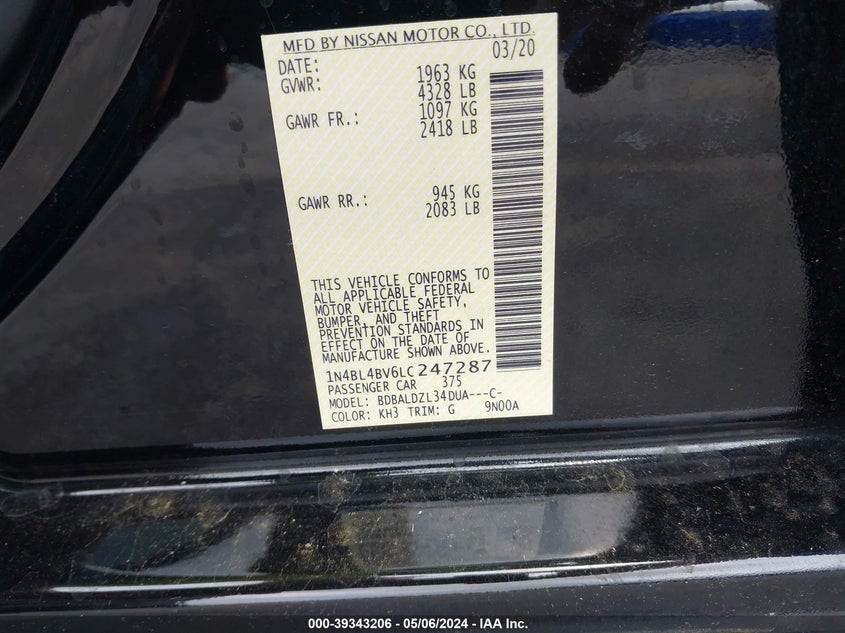 MFD BY NISSAN MOTOR CO., LTD.
DATE: 03/20
GVWR: 1963 KG
4328 LB
GAWR FR.: 1097 KG
2418 LB
GAWR RR.: 945 KG
2083 LB
THIS VEHICLE CONFORMS TO
ALL APPLICABLE FEDERAL
MOTOR VEHICLE SAFETY,
BUMPER, AND THEFT
PREVENTION STANDARDS IN
EFFECT ON THE DATE OF
MANUFACTURE SHOWN ABOVE.
1N4BL4BV6LC247287
PASSENGER CAR 375
MODEL: BDBALDZL34DUA---C-
COLOR: KH3 TRIM: G 9N00A
000-39343206 - 05/06/2024 - IAA Inc.